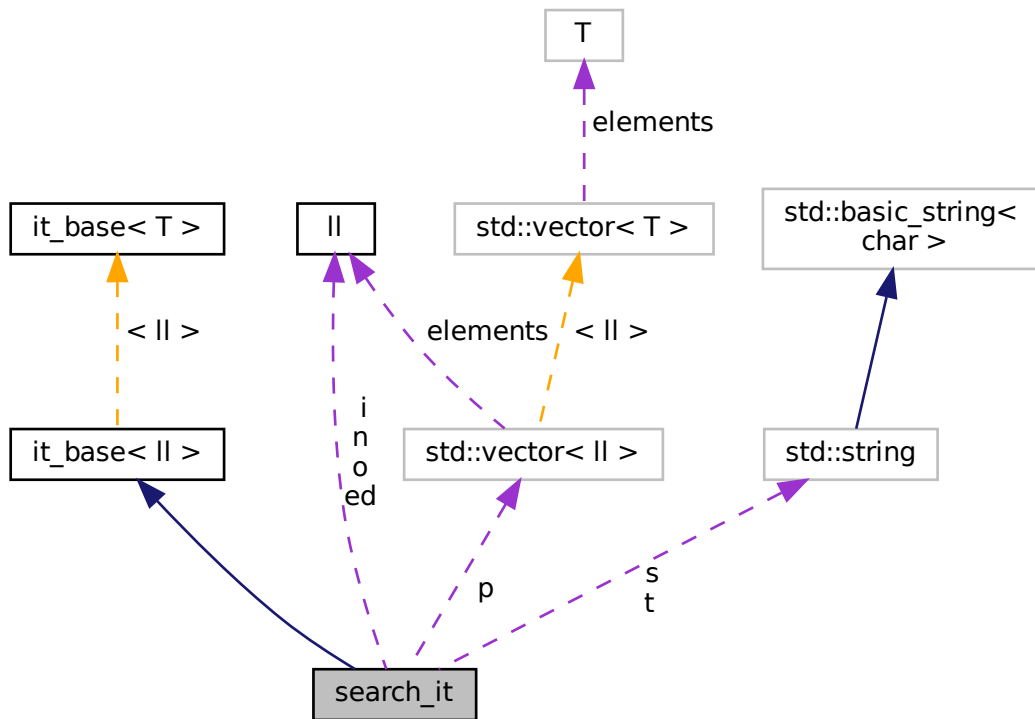 T
elements
it_base< T >
ll
std::vector< T >
std::basic_string<
char >
< ll >
elements
< ll >
i
n
o
ed
it_base< ll >
std::vector< ll >
std::string
p
s
t
search_it